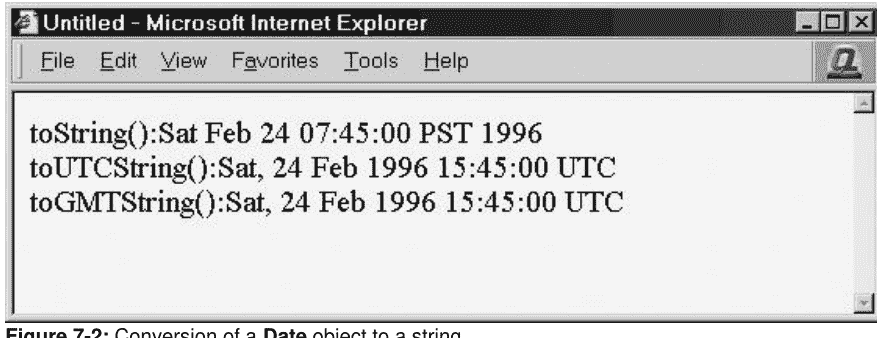 Untitled - Microsoft Internet Explorer
File Edit View Favorites Tools Help
toString():Sat Feb 24 07:45:00 PST 1996
toUTCString():Sat, 24 Feb 1996 15:45:00 UTC
toGMTString():Sat, 24 Feb 1996 15:45:00 UTC
Figure 7-2: Conversion of a Date object to a string